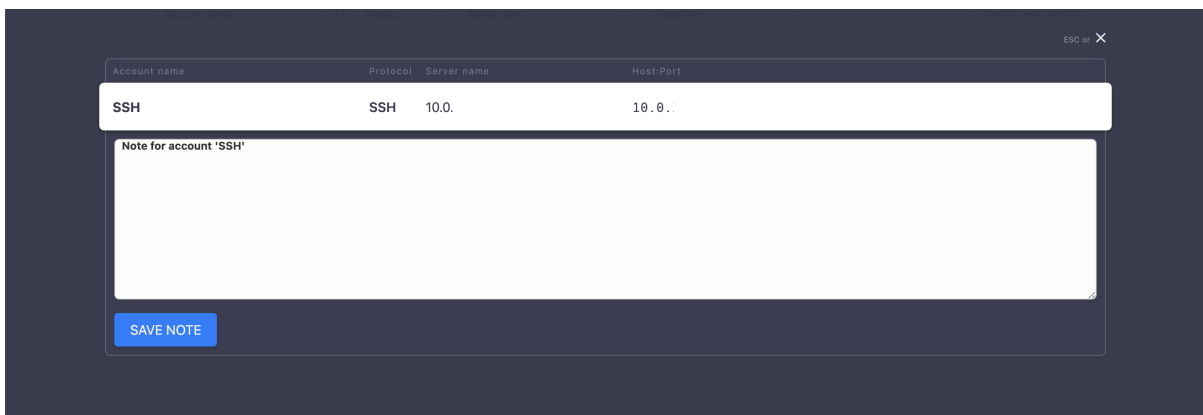 ESC or ✕
Account name Protocol Server name Host:Port
SSH SSH 10.0. 10.0.
Note for account 'SSH'
SAVE NOTE